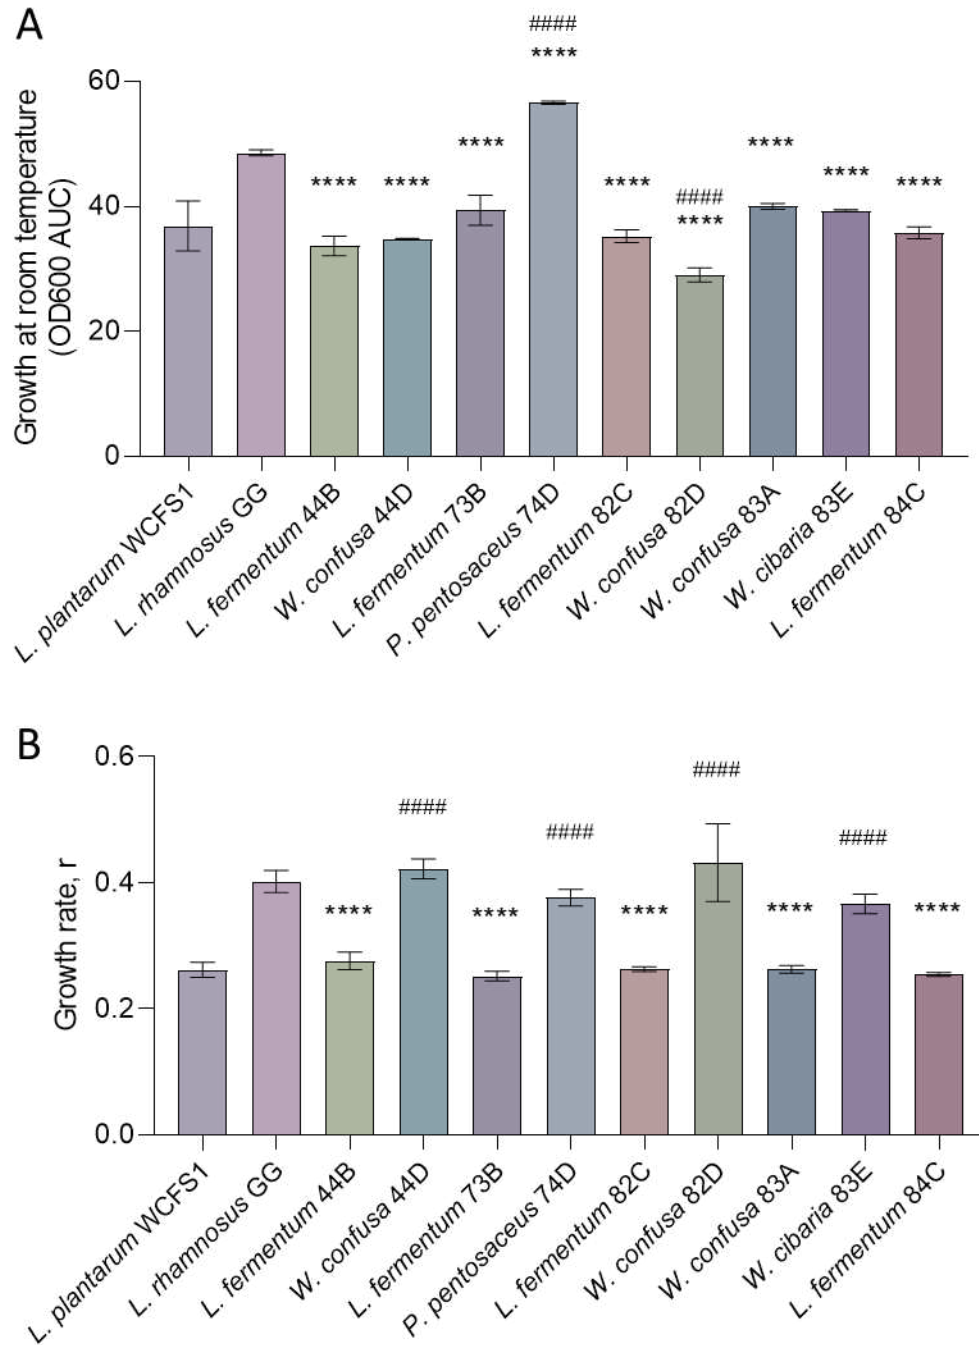 A
####
****
60
****
****
****
****
****
****
####
****
****
40
20
0
Growth at room temperature
(OD600 AUC)
L. plantarum WCFS1
L. rhamnosus GG
L. fermentum 44B
W. confusa 44D
L. fermentum 73B
P. pentosaceus 74D
L. fermentum 82C
W. confusa 82D
W. confusa 83A
W. cibaria 83E
L. fermentum 84C
B
0.6
####
####
####
####
0.4
****
****
****
****
****
0.2
0.0
Growth rate, r
L. plantarum WCFS1
L. rhamnosus GG
L. fermentum 44B
W. confusa 44D
L. fermentum 73B
P. pentosaceus 74D
L. fermentum 82C
W. confusa 82D
W. confusa 83A
W. cibaria 83E
L. fermentum 84C